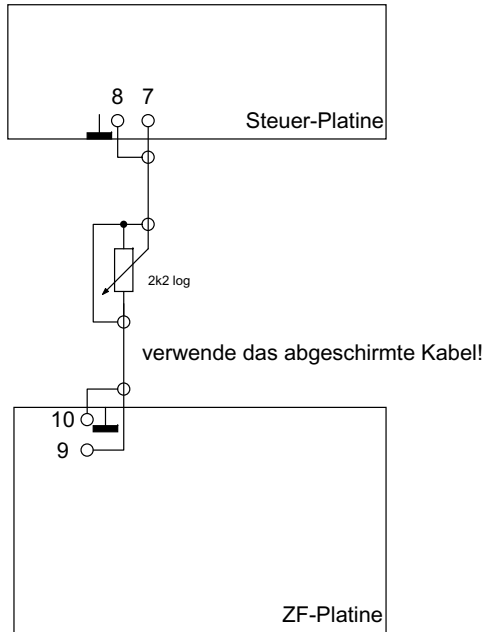 8 7
Steuer-Platine
2k2 log
verwende das abgeschirmte Kabel!
10
9
ZF-Platine